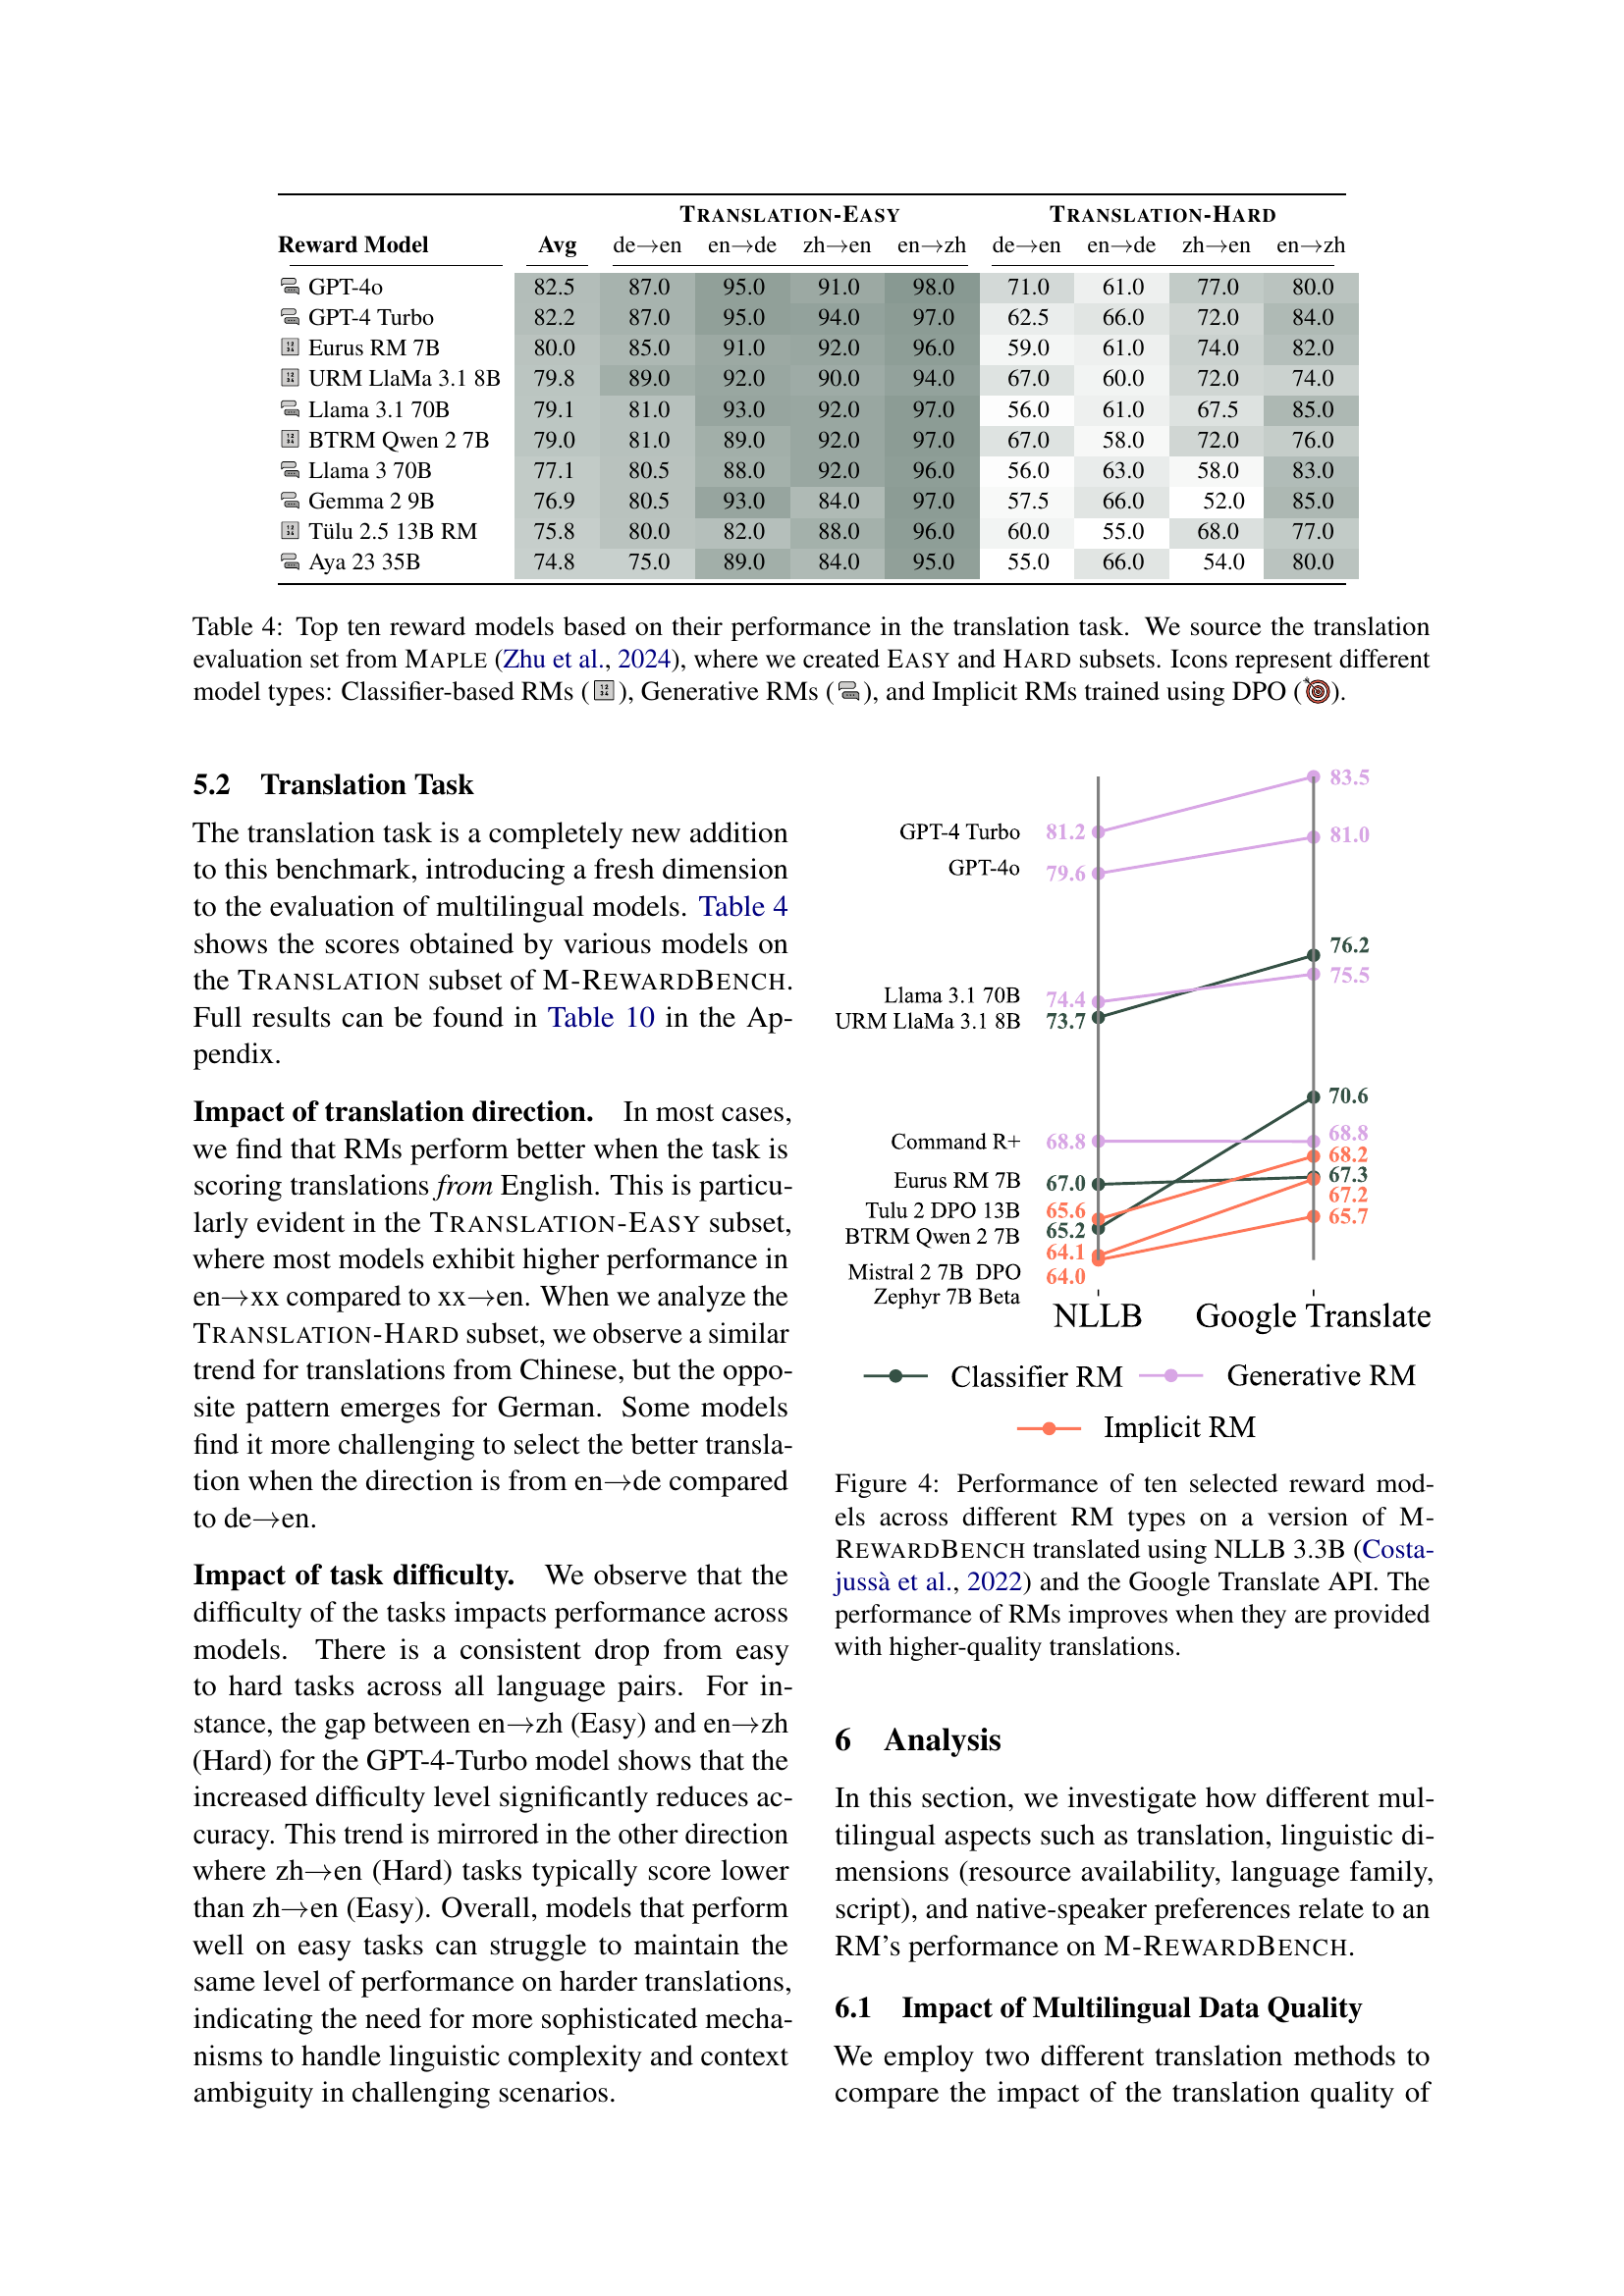 TRANSLATION-EASY TRANSLATION-HARD
Reward Model Avg de→en en→de zh→en en→zh de→en en→de zh→en en→zh
GPT-4o 82.5 87.0 95.0 91.0 98.0 71.0 61.0 77.0 80.0
GPT-4 Turbo 82.2 87.0 95.0 94.0 97.0 62.5 66.0 72.0 84.0
Eurus RM 7B 80.0 85.0 91.0 92.0 96.0 59.0 61.0 74.0 82.0
URM LlaMa 3.1 8B 79.8 89.0 92.0 90.0 94.0 67.0 60.0 72.0 74.0
Llama 3.1 70B 79.1 81.0 93.0 92.0 97.0 56.0 61.0 67.5 85.0
BTRM Qwen 2 7B 79.0 81.0 89.0 92.0 97.0 67.0 58.0 72.0 76.0
Llama 3 70B 77.1 80.5 88.0 92.0 96.0 56.0 63.0 58.0 83.0
Gemma 2 9B 76.9 80.5 93.0 84.0 97.0 57.5 66.0 52.0 85.0
Tülu 2.5 13B RM 75.8 80.0 82.0 88.0 96.0 60.0 55.0 68.0 77.0
Aya 23 35B 74.8 75.0 89.0 84.0 95.0 55.0 66.0 54.0 80.0
Table 4: Top ten reward models based on their performance in the translation task. We source the translation
evaluation set from MAPLE (Zhu et al., 2024), where we created EASY and HARD subsets. Icons represent different
model types: Classifier-based RMs ( ), Generative RMs ( ), and Implicit RMs trained using DPO ( ).
5.2 Translation Task
The translation task is a completely new addition
to this benchmark, introducing a fresh dimension
to the evaluation of multilingual models. Table 4
shows the scores obtained by various models on
the TRANSLATION subset of M-REWARDBENCH.
Full results can be found in Table 10 in the Ap-
pendix.
Impact of translation direction. In most cases,
we find that RMs perform better when the task is
scoring translations from English. This is particu-
larly evident in the TRANSLATION-EASY subset,
where most models exhibit higher performance in
en→xx compared to xx→en. When we analyze the
TRANSLATION-HARD subset, we observe a similar
trend for translations from Chinese, but the oppo-
site pattern emerges for German. Some models
find it more challenging to select the better transla-
tion when the direction is from en→de compared
to de→en.
Impact of task difficulty. We observe that the
difficulty of the tasks impacts performance across
models. There is a consistent drop from easy
to hard tasks across all language pairs. For in-
stance, the gap between en→zh (Easy) and en→zh
(Hard) for the GPT-4-Turbo model shows that the
increased difficulty level significantly reduces ac-
curacy. This trend is mirrored in the other direction
where zh→en (Hard) tasks typically score lower
than zh→en (Easy). Overall, models that perform
well on easy tasks can struggle to maintain the
same level of performance on harder translations,
indicating the need for more sophisticated mecha-
nisms to handle linguistic complexity and context
ambiguity in challenging scenarios.
83.5
GPT-4 Turbo 81.2
81.0
GPT-4o 79.6
76.2
75.5
Llama 3.1 70B 74.4
URM LlaMa 3.1 8B 73.7
70.6
Command R+ 68.8 68.8
68.2
Eurus RM 7B 67.0 67.3
67.2
Tulu 2 DPO 13B 65.6 65.7
BTRM Qwen 2 7B 65.2
64.1
Mistral 2 7B DPO 64.0
Zephyr 7B Beta
NLLB Google Translate
Classifier RM Generative RM
Implicit RM
Figure 4: Performance of ten selected reward mod-
els across different RM types on a version of M-
REWARDBENCH translated using NLLB 3.3B (Costa-
jussà et al., 2022) and the Google Translate API. The
performance of RMs improves when they are provided
with higher-quality translations.
6 Analysis
In this section, we investigate how different mul-
tilingual aspects such as translation, linguistic di-
mensions (resource availability, language family,
script), and native-speaker preferences relate to an
RM's performance on M-REWARDBENCH.
6.1 Impact of Multilingual Data Quality
We employ two different translation methods to
compare the impact of the translation quality of